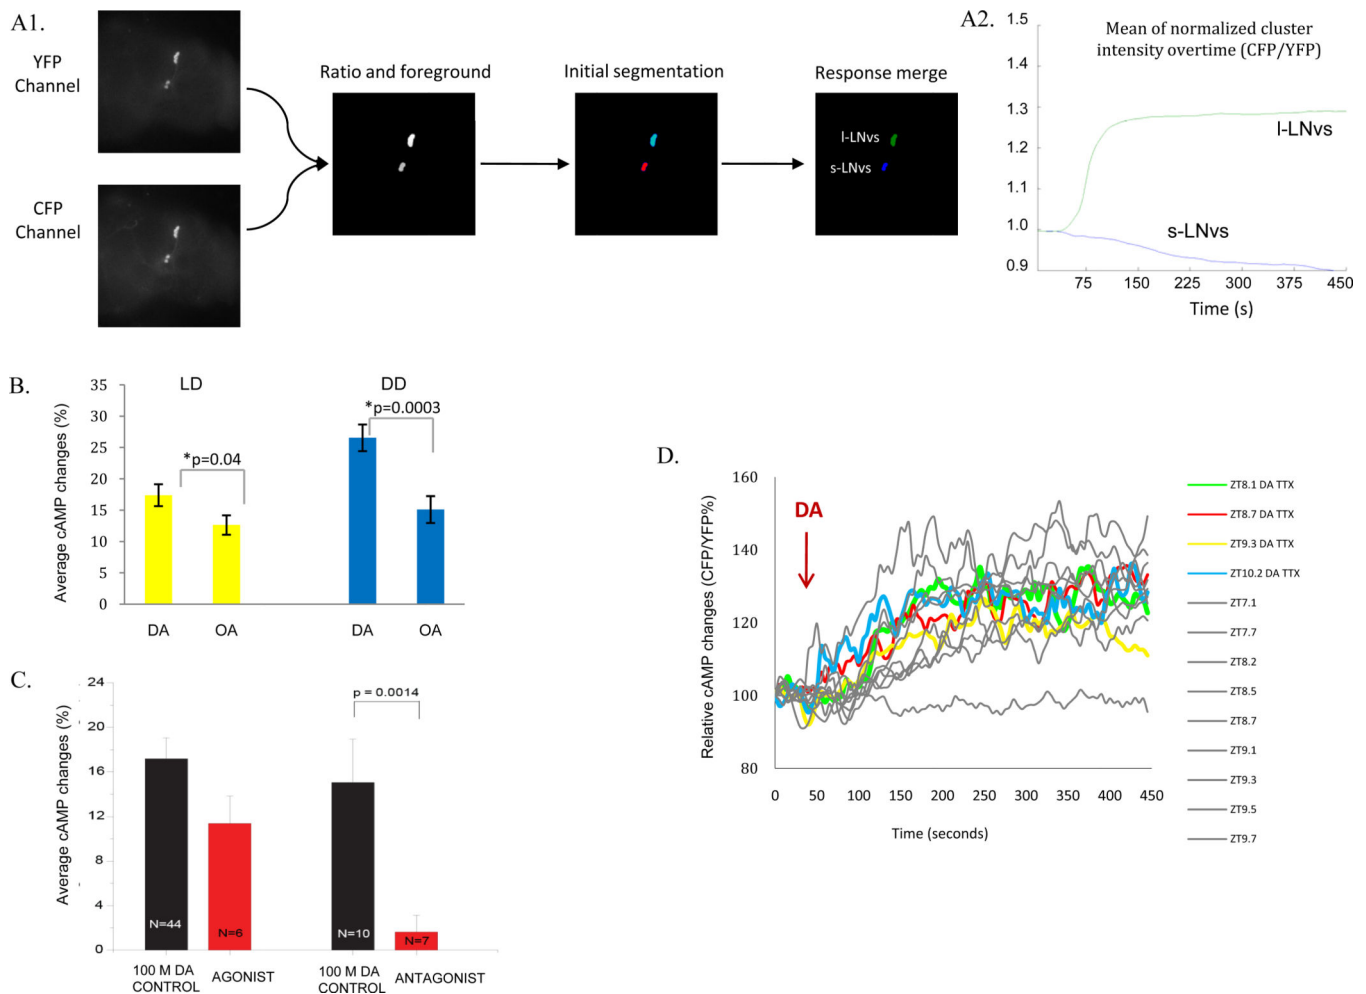 A1.
YFP
Channel
CFP
Channel
Ratio and foreground
Initial segmentation
Response merge
l-LNvs
s-LNvs
A2.
Mean of normalized cluster
intensity overtime (CFP/YFP)
1.5
1.4
1.3
1.2
1.1
1.0
0.9
l-LNvs
s-LNvs
75 150 225 300 375 450
Time (s)
B.
LD
DD
Average cAMP changes (%)
35
30
25
20
15
10
5
0
*p=0.04
*p=0.0003
DA OA DA OA
C.
Average cAMP changes (%)
24
20
16
12
8
4
0
p = 0.0014
N=44
N=6
N=10
N=7
100 M DA
CONTROL
AGONIST
100 M DA
CONTROL
ANTAGONIST
D.
Relative cAMP changes (CFP/YFP%)
160
140
120
100
80
DA
0 50 100 150 200 250 300 350 400 450
Time (seconds)
ZT8.1 DA TTX
ZT8.7 DA TTX
ZT9.3 DA TTX
ZT10.2 DA TTX
ZT7.1
ZT7.7
ZT8.2
ZT8.5
ZT8.7
ZT9.1
ZT9.3
ZT9.5
ZT9.7